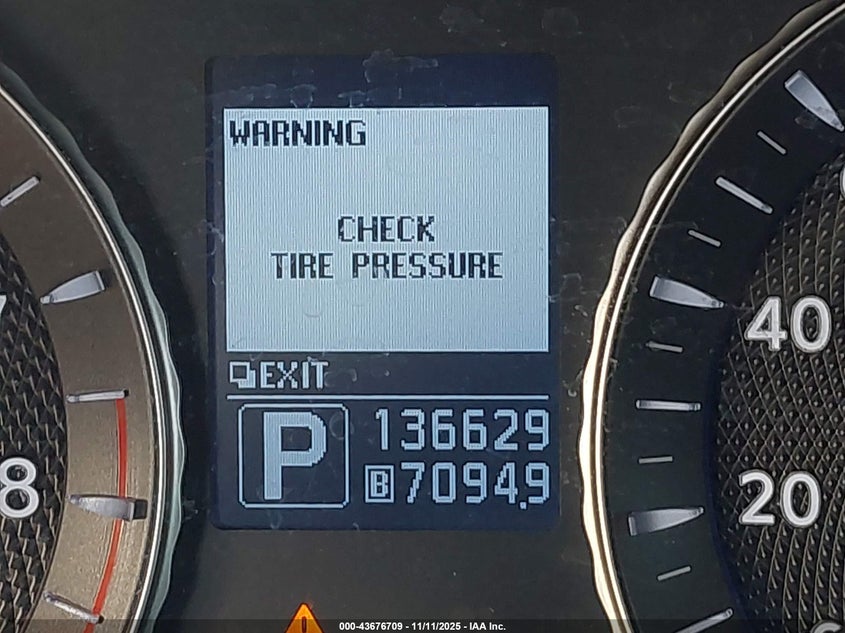 WARNING
CHECK
TIRE PRESSURE
EXIT
P
136629
B 7094.9
8
40
20
000-43676709 - 11/11/2025 - IAA Inc.